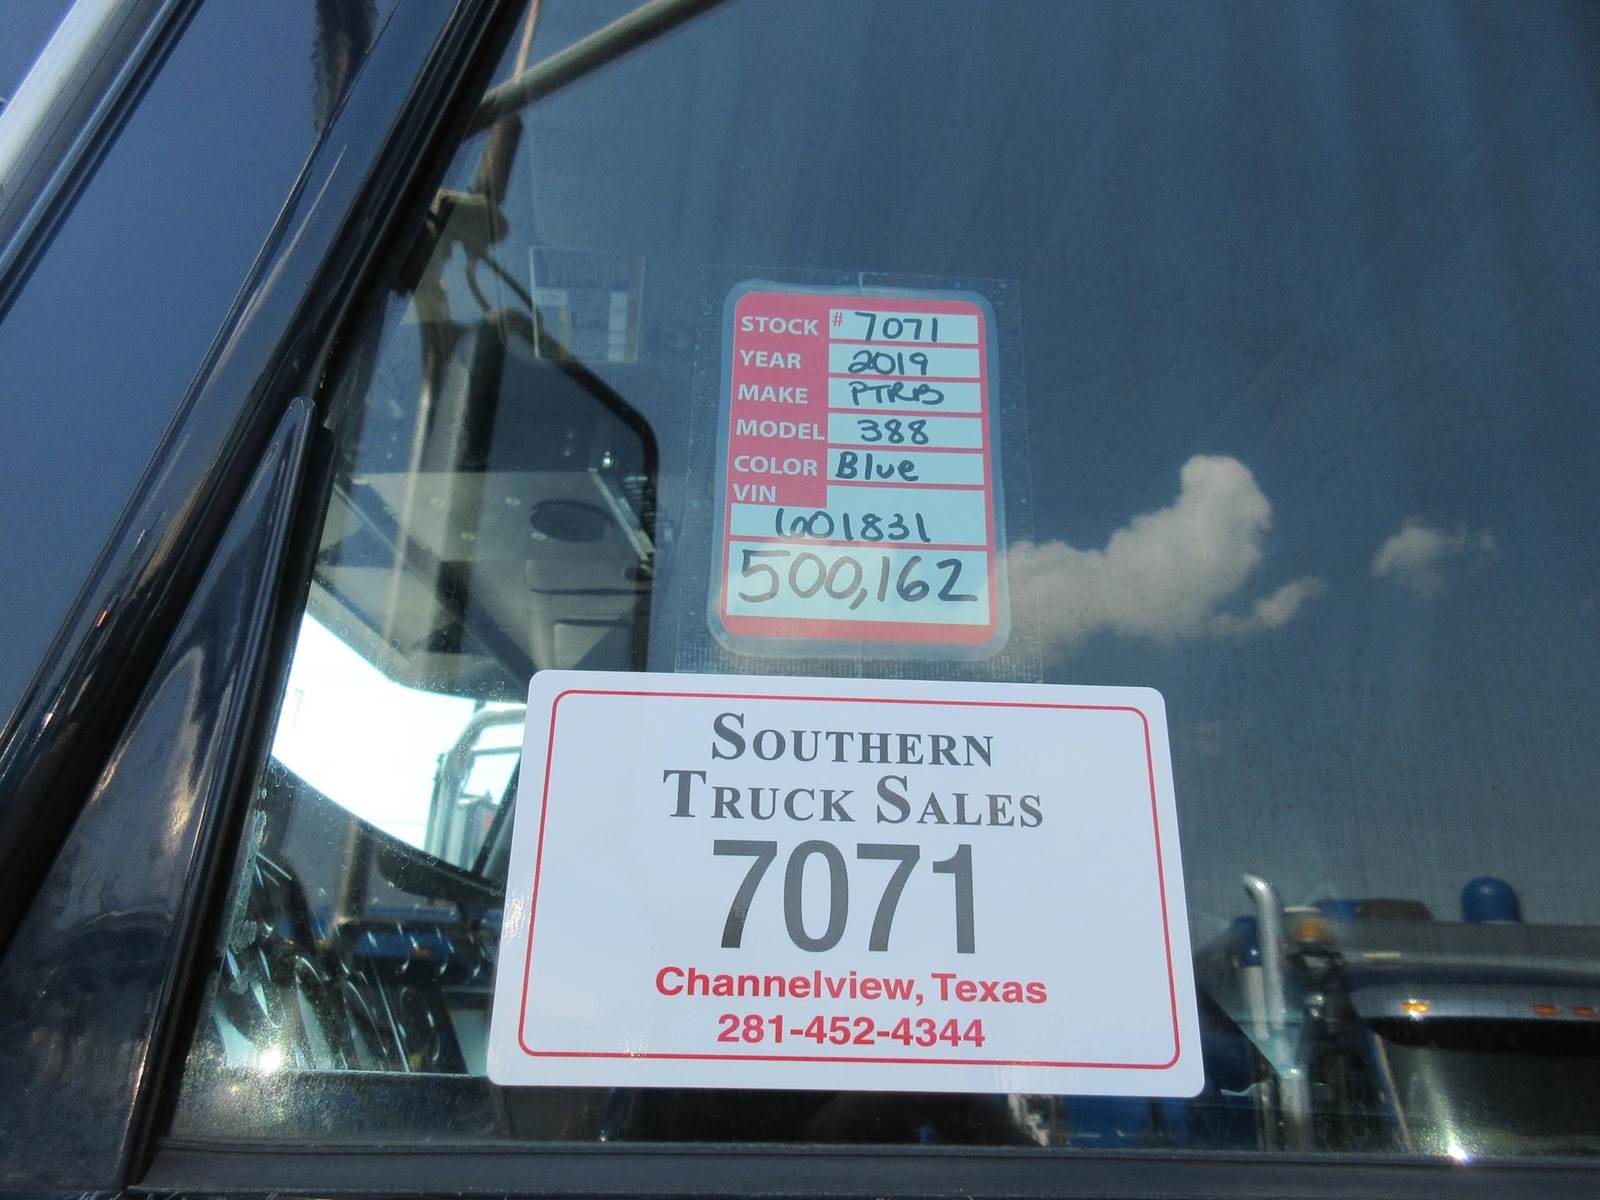 STOCK # 7071
YEAR 2019
MAKE PTRB
MODEL 388
COLOR Blue
VIN
601831
500,162
SOUTHERN
TRUCK SALES
7071
Channelview, Texas
281-452-4344